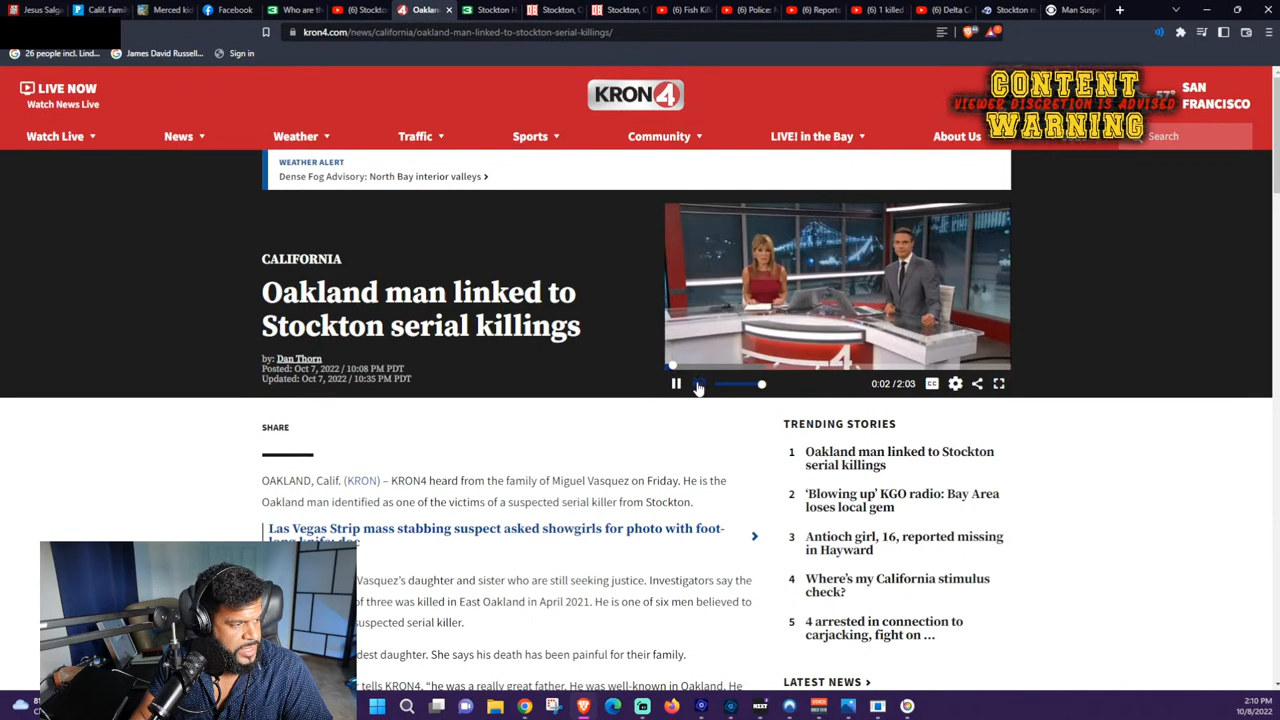 Jesus Salga
Calif. Famil
Merced kid
Facebook
Who are th
(6) Stockto
Oaklan
Stockton H
Stockton, C
Stockton, C
(6) Fish Kill
(6) Police: M
(6) Reports
(6) 1 killed
(6) Delta C
Stockton m
Man Suspe
kron4.com/news/california/oakland-man-linked-to-stockton-serial-killings/
26 people incl. Lind...
James David Russell...
Sign in
LIVE NOW
Watch News Live
KRON4
CONTENT
VIEWER DISCRETION IS ADVISED
WARNING
57°
SAN
FRANCISCO
Watch Live
News
Weather
Traffic
Sports
Community
LIVE! in the Bay
About Us
Search
WEATHER ALERT
Dense Fog Advisory: North Bay interior valleys
CALIFORNIA
Oakland man linked to
Stockton serial killings
by: Dan Thorn
Posted: Oct 7, 2022 / 10:08 PM PDT
Updated: Oct 7, 2022 / 10:35 PM PDT
0:02 / 2:03
CC
SHARE
OAKLAND, Calif. (KRON) – KRON4 heard from the family of Miguel Vasquez on Friday. He is the
Oakland man identified as one of the victims of a suspected serial killer from Stockton.
Las Vegas Strip mass stabbing suspect asked showgirls for photo with foot-
Vasquez's daughter and sister who are still seeking justice. Investigators say the
of three was killed in East Oakland in April 2021. He is one of six men believed to
suspected serial killer.
dest daughter. She says his death has been painful for their family.
r tells KRON4, "he was a really great father. He was well-known in Oakland. He
TRENDING STORIES
1 Oakland man linked to Stockton
serial killings
2 'Blowing up' KGO radio: Bay Area
loses local gem
3 Antioch girl, 16, reported missing
in Hayward
4 Where's my California stimulus
check?
5 4 arrested in connection to
carjacking, fight on ...
LATEST NEWS
2:10 PM
10/8/2022